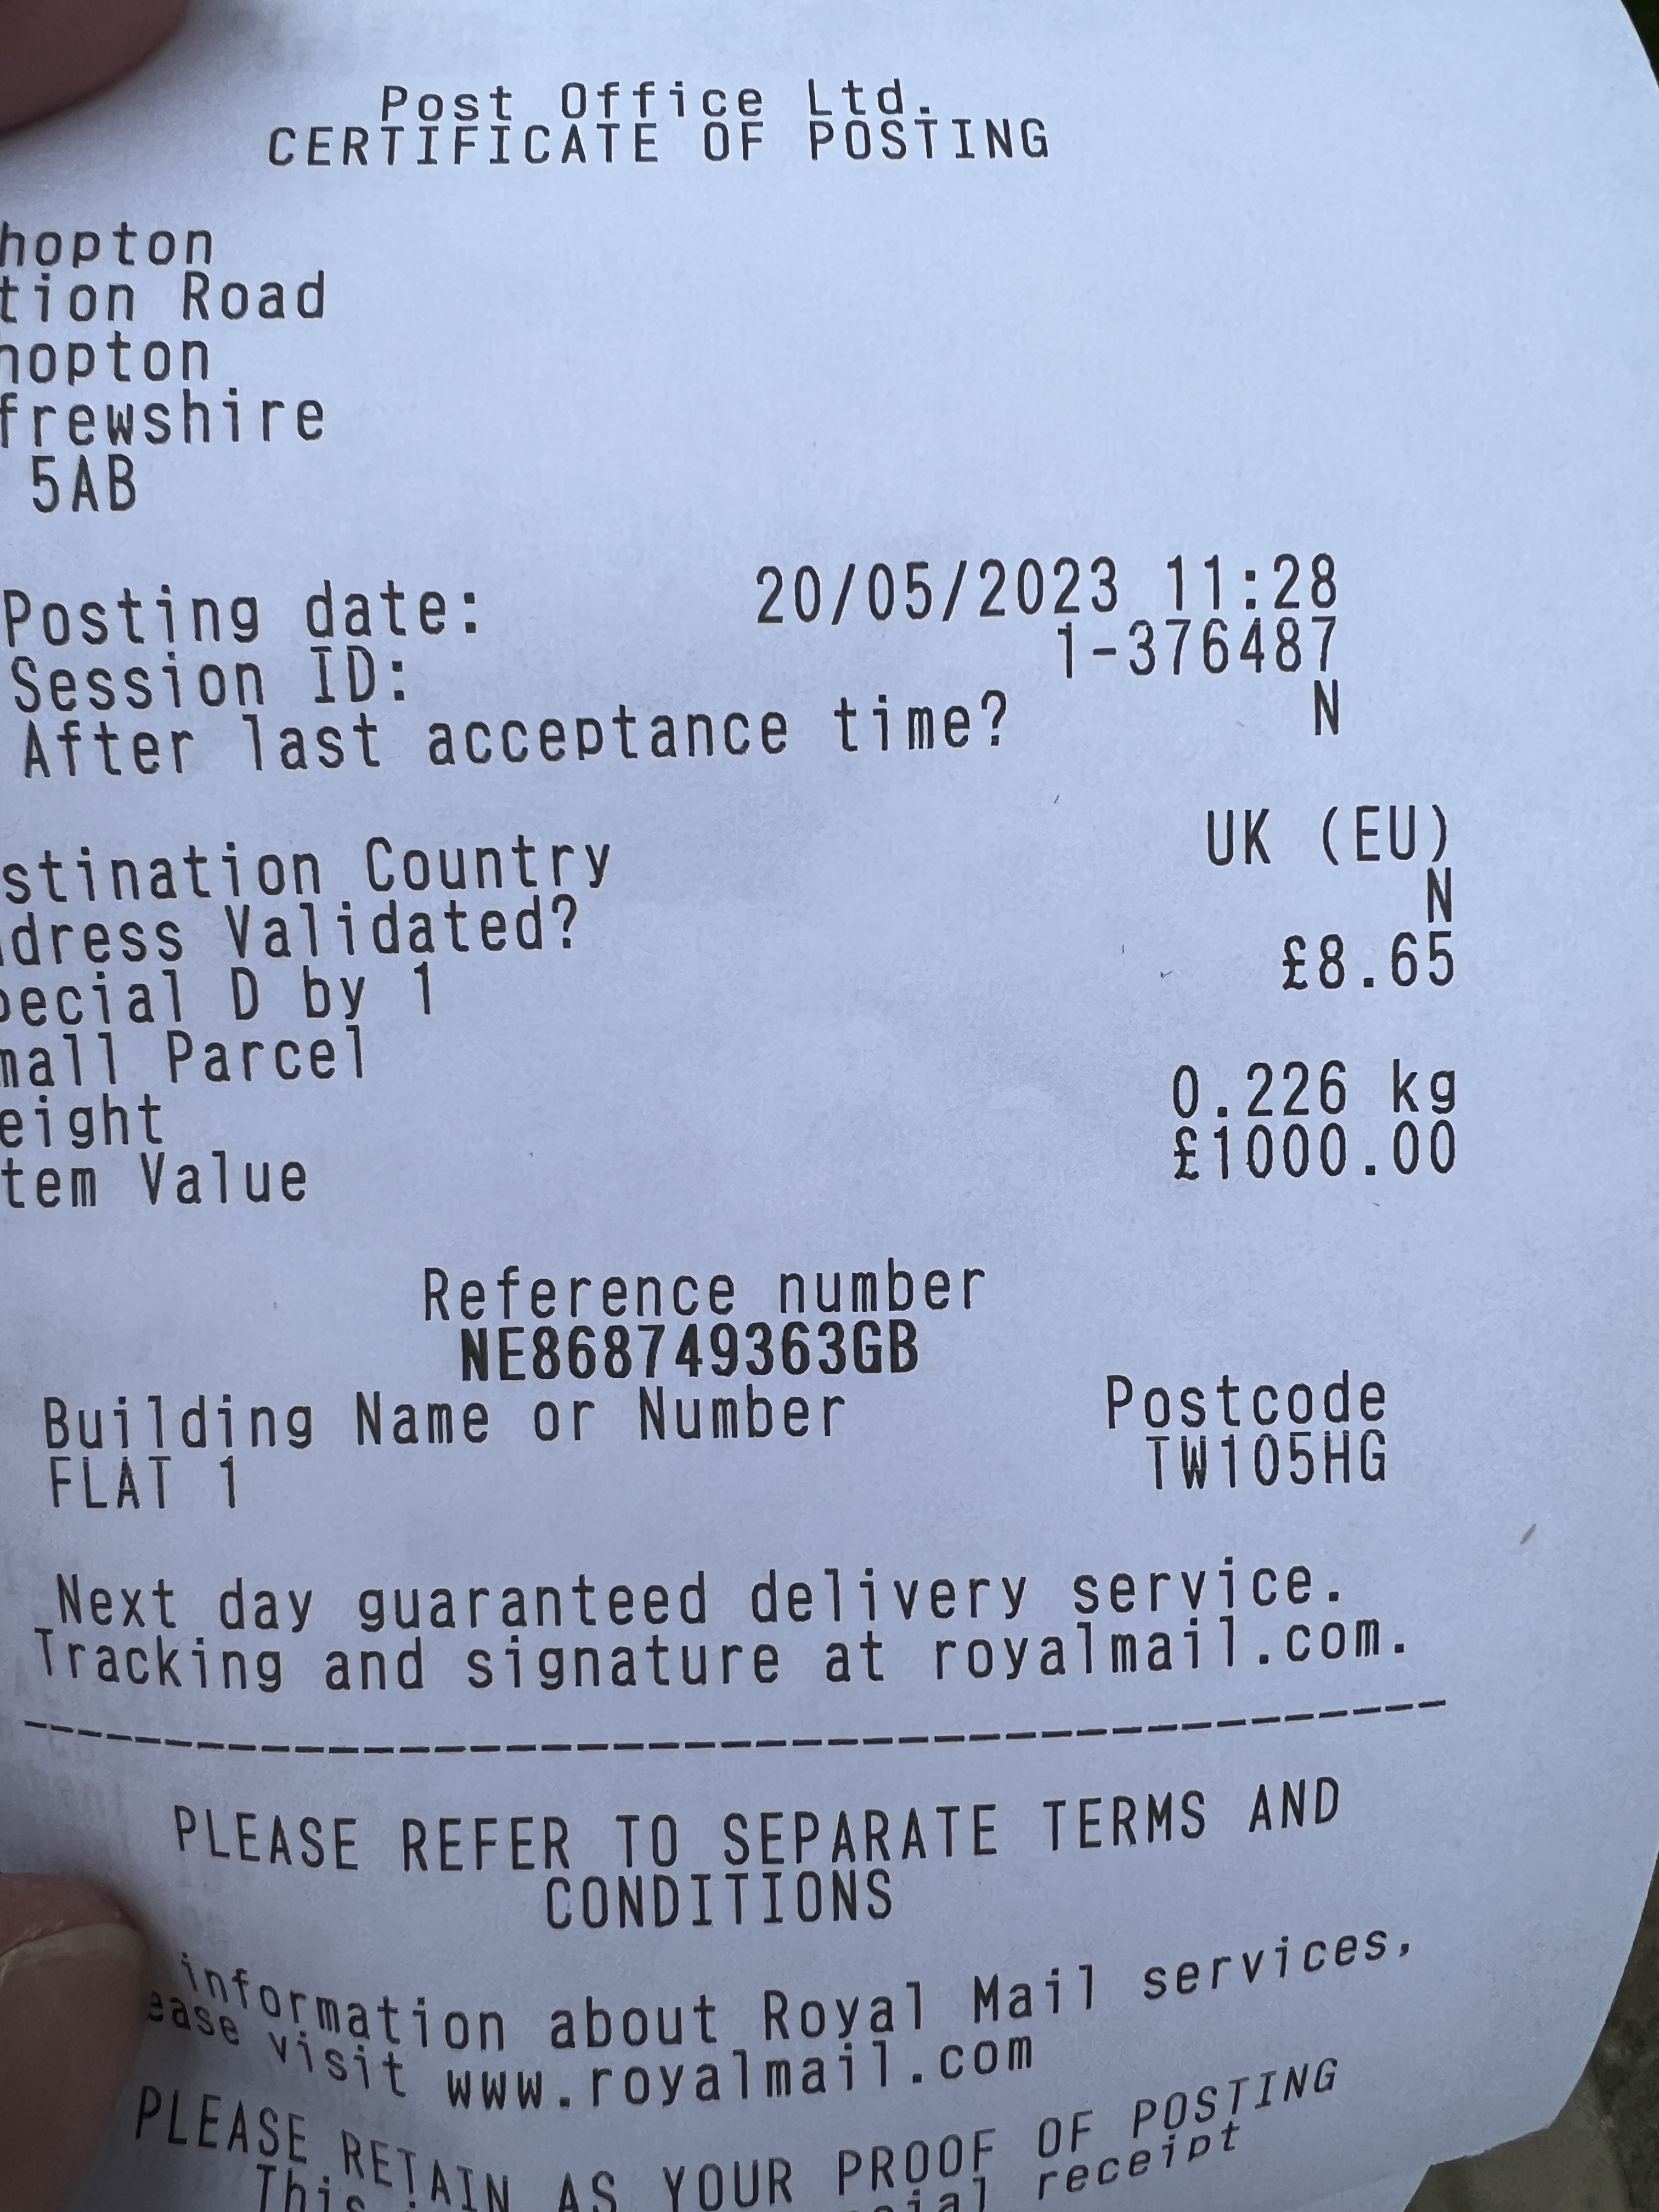 Post Office Ltd.
CERTIFICATE OF POSTING
hopton
tion Road
hopton
frewshire
5AB
Posting date: 20/05/2023 11:28
Session ID: 1-376487
After last acceptance time? N
stination Country UK (EU)
dress Validated? N
pecial D by 1 £8.65
mall Parcel
eight 0.226 kg
tem Value £1000.00
Reference number
NE868749363GB
Building Name or Number Postcode
FLAT 1 TW105HG
Next day guaranteed delivery service.
Tracking and signature at royalmail.com.
----------------------------------------
PLEASE REFER TO SEPARATE TERMS AND
CONDITIONS
information about Royal Mail services,
ease visit www.royalmail.com
PLEASE RETAIN AS YOUR PROOF OF POSTING
This receipt